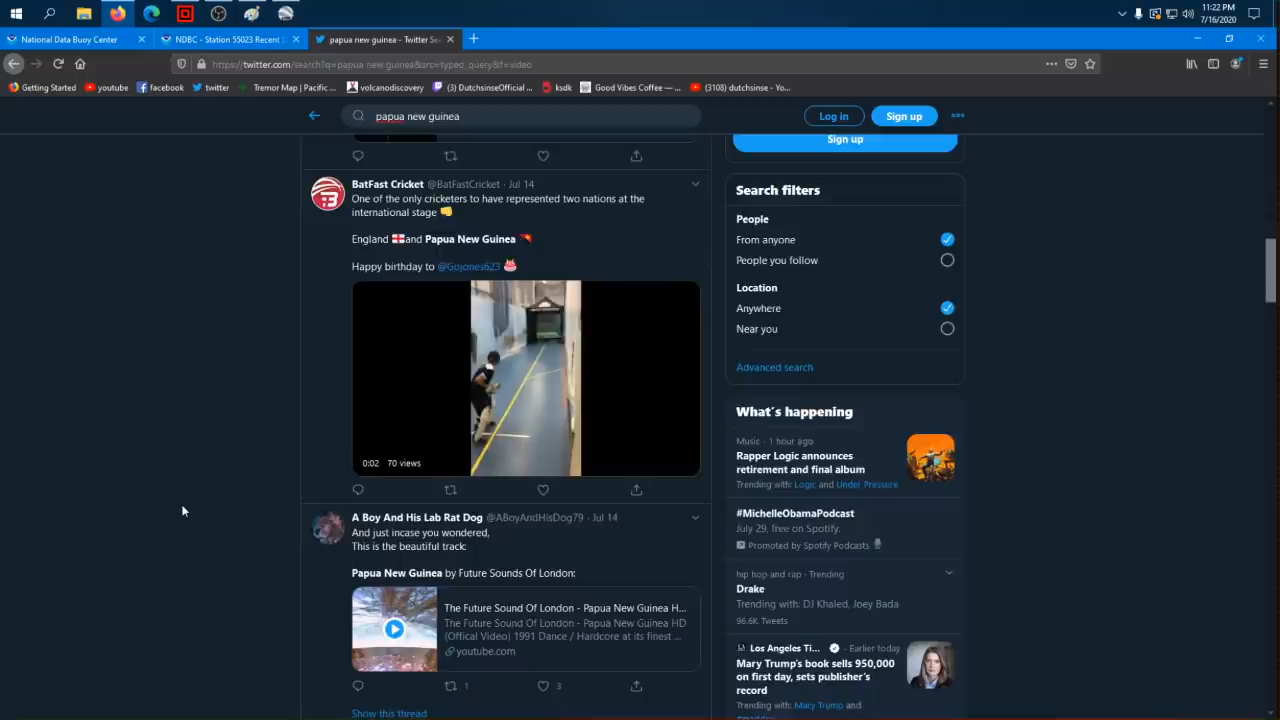 11:22 PM
7/16/2020
National Data Buoy Center
NDBC - Station 55023 Recent
papua new guinea - Twitter Se
https://twitter.com/search?q=papua new guinea&src=typed_query&f=video
Getting Started
youtube
facebook
twitter
Tremor Map | Pacific ...
volcanodiscovery
(3) DutchsinseOfficial ...
ksdk
Good Vibes Coffee —...
(3108) dutchsinse - Yo...
papua new guinea
Log in
Sign up
Sign up
BatFast Cricket @BatFastCricket · Jul 14
One of the only cricketers to have represented two nations at the
international stage 👊
England 🏴󠁧󠁢󠁥󠁮󠁧󠁿and Papua New Guinea 🇵🇬
Happy birthday to @Gojones623 🎂
0:02 70 views
A Boy And His Lab Rat Dog @ABoyAndHisDog79 · Jul 14
And just incase you wondered,
This is the beautiful track:
Papua New Guinea by Future Sounds Of London:
The Future Sound Of London - Papua New Guinea H...
The Future Sound Of London - Papua New Guinea HD
(Offical Video) 1991 Dance / Hardcore at its finest ...
youtube.com
1
3
Show this thread
Search filters
People
From anyone
People you follow
Location
Anywhere
Near you
Advanced search
What's happening
Music · 1 hour ago
Rapper Logic announces
retirement and final album
Trending with: Logic and Under Pressure
#MichelleObamaPodcast
July 29, free on Spotify.
Promoted by Spotify Podcasts
hip hop and rap · Trending
Drake
Trending with: DJ Khaled, Joey Bada
96.6K Tweets
Los Angeles Ti... · Earlier today
Mary Trump's book sells 950,000
on first day, sets publisher's
record
Trending with: Mary Trump and